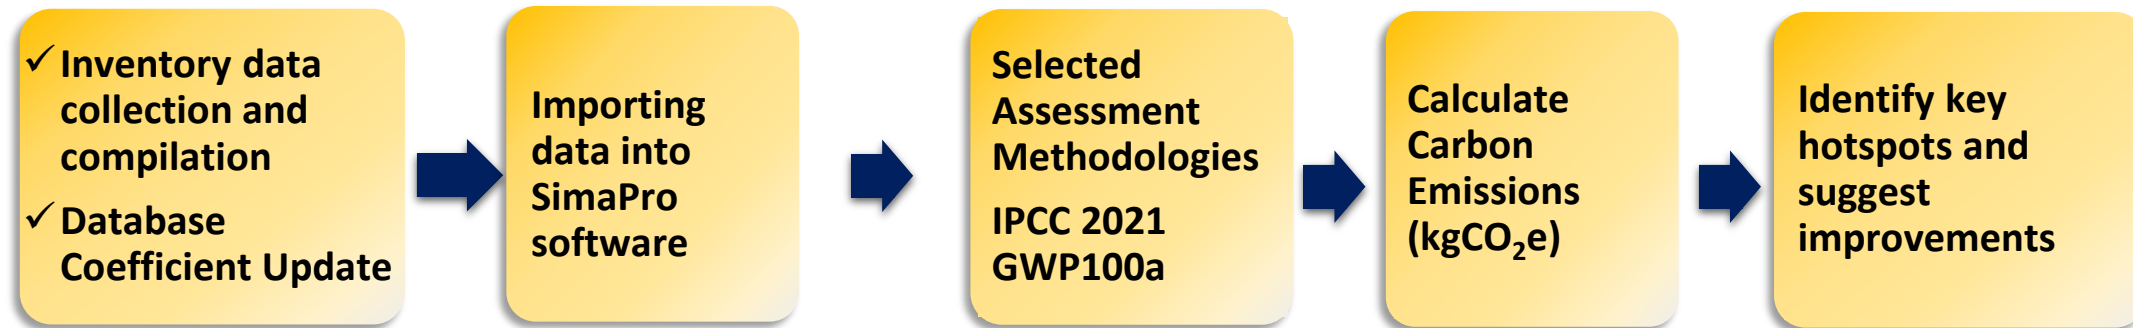 ✓ Inventory data
collection and
compilation
✓ Database
Coefficient Update
Importing
data into
SimaPro
software
Selected
Assessment
Methodologies
IPCC 2021
GWP100a
Calculate
Carbon
Emissions
(kgCO₂e)
Identify key
hotspots and
suggest
improvements